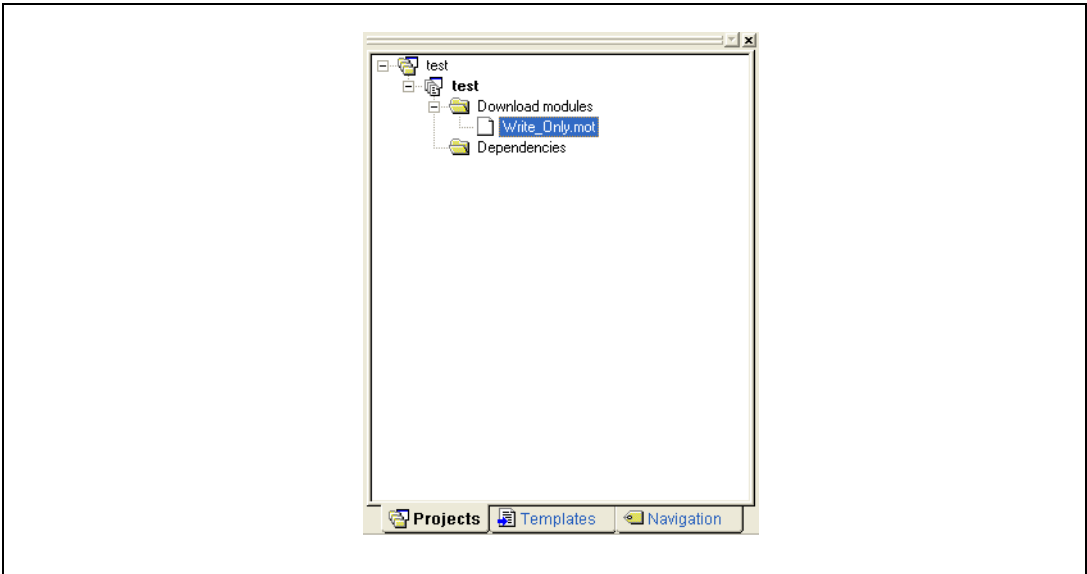 test
test
Download modules
Write_Only.mot
Dependencies
Projects Templates Navigation